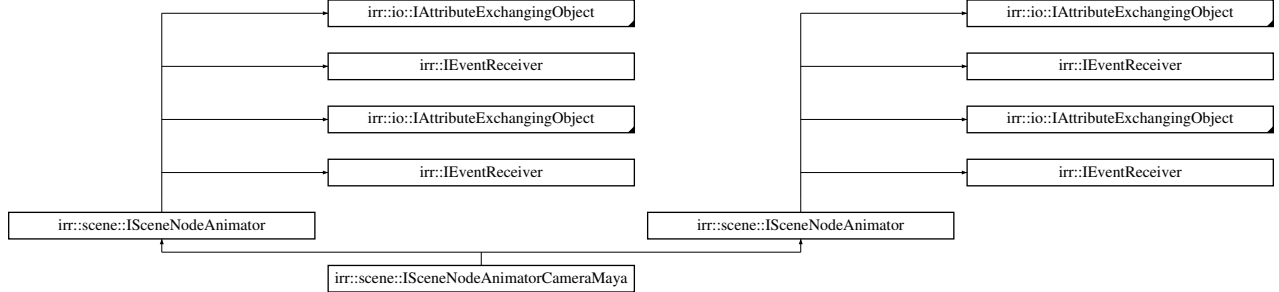 irr::io::IAttributeExchangingObject irr::io::IAttributeExchangingObject
irr::IEventReceiver irr::IEventReceiver
irr::io::IAttributeExchangingObject irr::io::IAttributeExchangingObject
irr::IEventReceiver irr::IEventReceiver
irr::scene::ISceneNodeAnimator irr::scene::ISceneNodeAnimator
irr::scene::ISceneNodeAnimatorCameraMaya